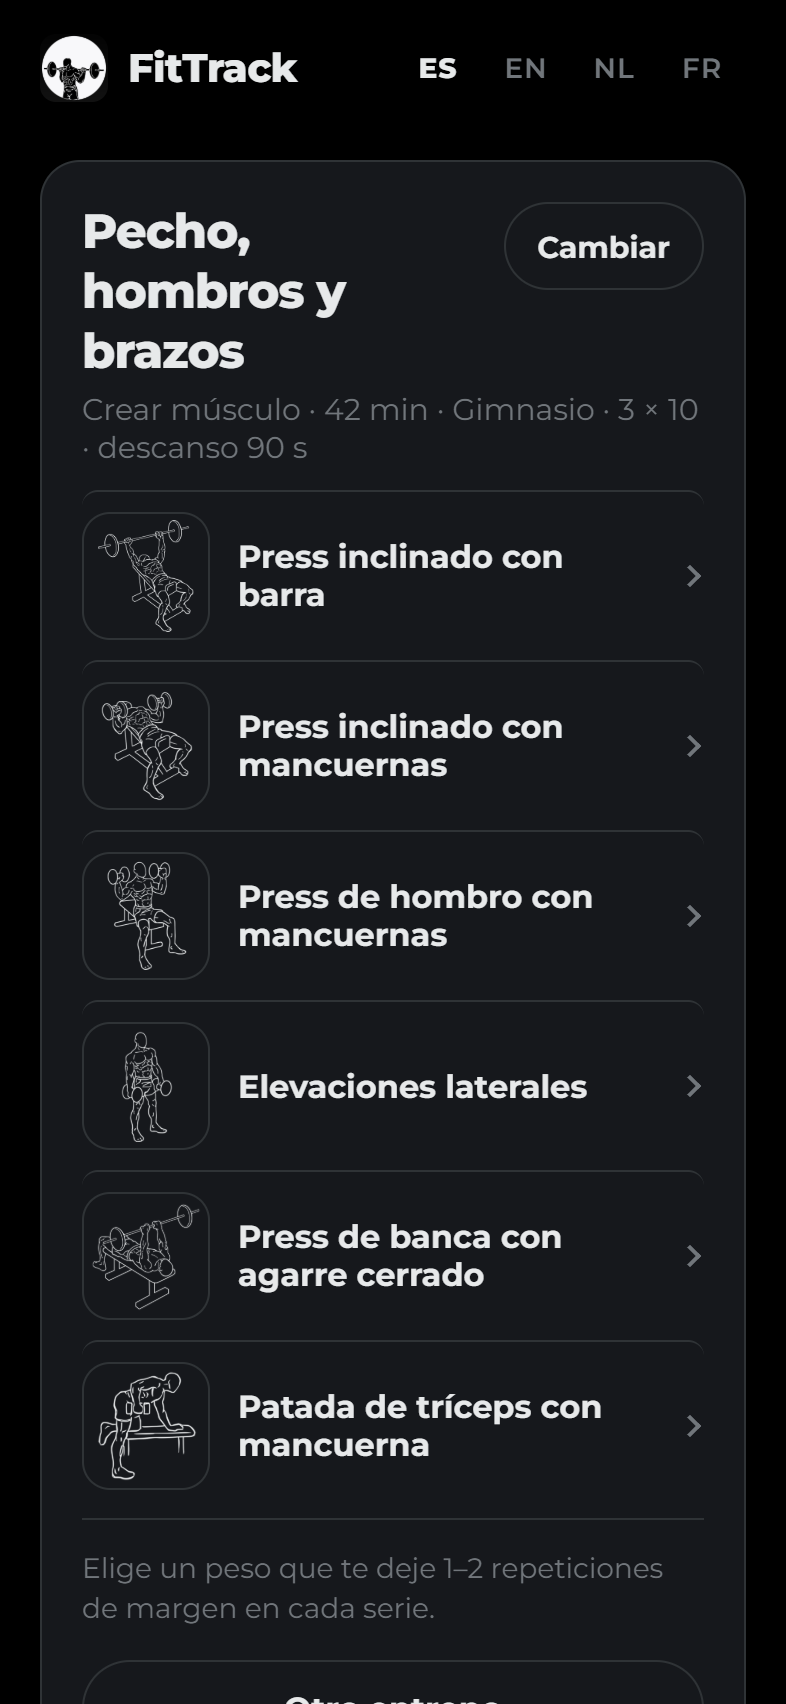 FitTrack
ES EN NL FR
Pecho,
hombros y
brazos
Cambiar
Crear músculo · 42 min · Gimnasio · 3 × 10
· descanso 90 s
Press inclinado con
barra
Press inclinado con
mancuernas
Press de hombro con
mancuernas
Elevaciones laterales
Press de banca con
agarre cerrado
Patada de tríceps con
mancuerna
Elige un peso que te deje 1–2 repeticiones
de margen en cada serie.